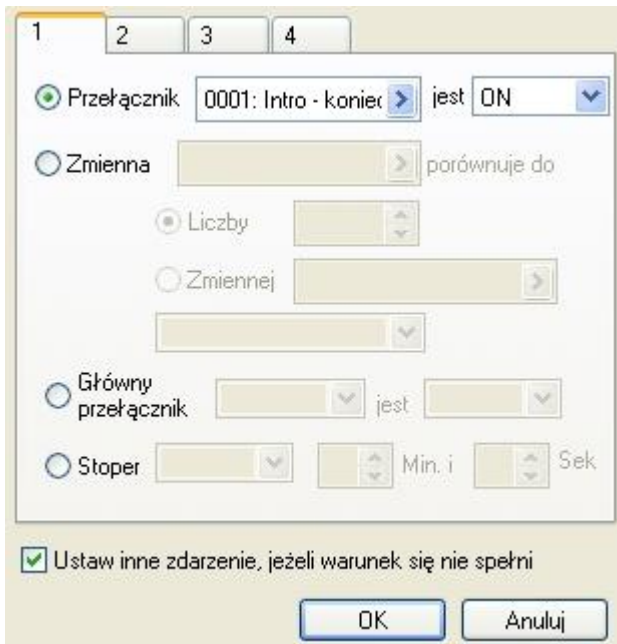 1 2 3 4
Przełącznik 0001: Intro - koniec jest ON
Zmienna porównuje do
Liczby
Zmiennej
Główny
przełącznik jest
Stoper Min. i Sek
Ustaw inne zdarzenie, jeżeli warunek się nie spełni
OK Anuluj